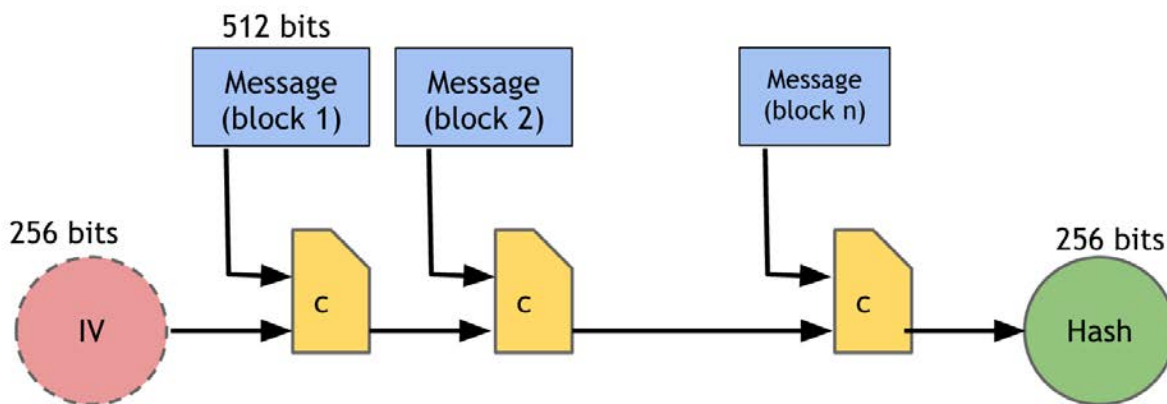 512 bits
Message
(block 1)
Message
(block 2)
Message
(block n)
256 bits
256 bits
IV
c
c
c
Hash